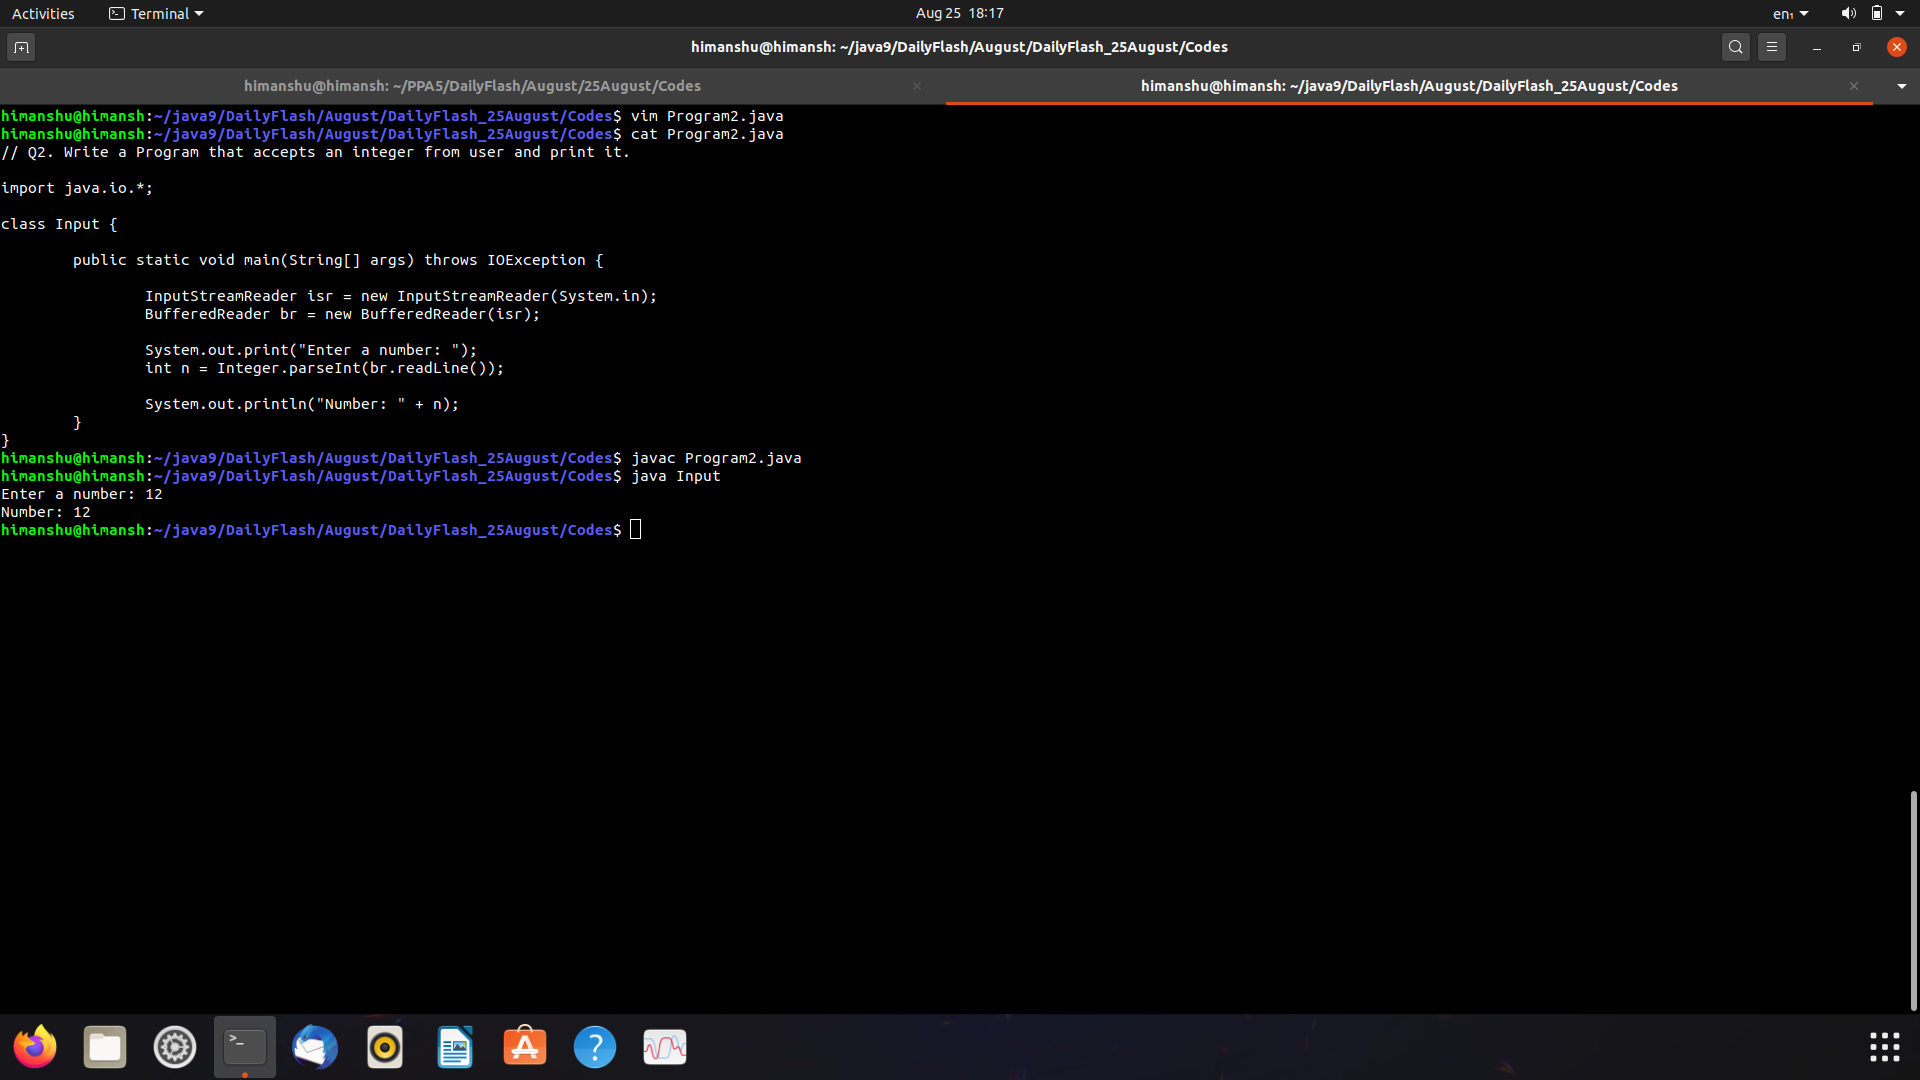 Activities Terminal Aug 25 18:17 en₁
himanshu@himansh: ~/java9/DailyFlash/August/DailyFlash_25August/Codes
himanshu@himansh: ~/PPA5/DailyFlash/August/25August/Codes himanshu@himansh: ~/java9/DailyFlash/August/DailyFlash_25August/Codes
himanshu@himansh:~/java9/DailyFlash/August/DailyFlash_25August/Codes$ vim Program2.java
himanshu@himansh:~/java9/DailyFlash/August/DailyFlash_25August/Codes$ cat Program2.java
// Q2. Write a Program that accepts an integer from user and print it.
import java.io.*;
class Input {
public static void main(String[] args) throws IOException {
InputStreamReader isr = new InputStreamReader(System.in);
BufferedReader br = new BufferedReader(isr);
System.out.print("Enter a number: ");
int n = Integer.parseInt(br.readLine());
System.out.println("Number: " + n);
}
}
himanshu@himansh:~/java9/DailyFlash/August/DailyFlash_25August/Codes$ javac Program2.java
himanshu@himansh:~/java9/DailyFlash/August/DailyFlash_25August/Codes$ java Input
Enter a number: 12
Number: 12
himanshu@himansh:~/java9/DailyFlash/August/DailyFlash_25August/Codes$